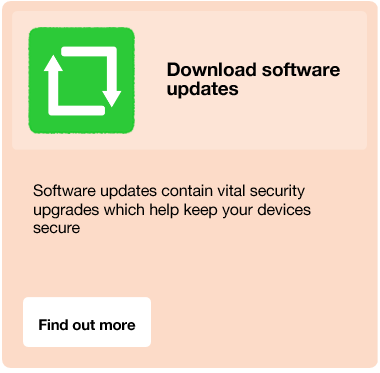 Download software
updates
Software updates contain vital security
upgrades which help keep your devices
secure
Find out more